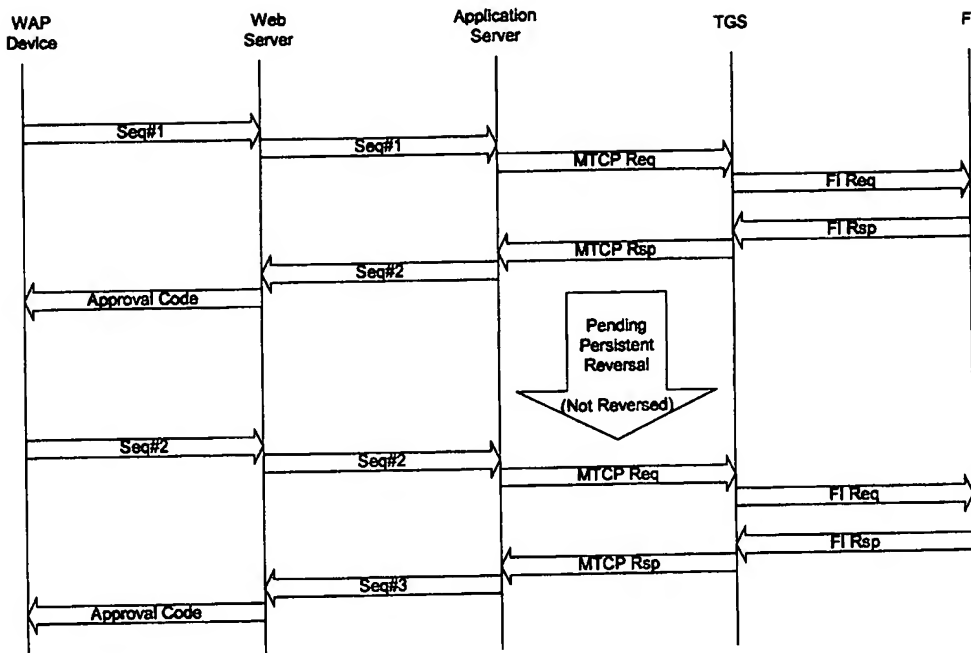 WAP
Device
Web
Server
Application
Server
TGS
F
Seq#1
Seq#1
MTCP Req
FI Req
FI Rsp
MTCP Rsp
Seq#2
Approval Code
Pending
Persistent
Reversal
(Not Reversed)
Seq#2
Seq#2
MTCP Req
FI Req
FI Rsp
MTCP Rsp
Seq#3
Approval Code